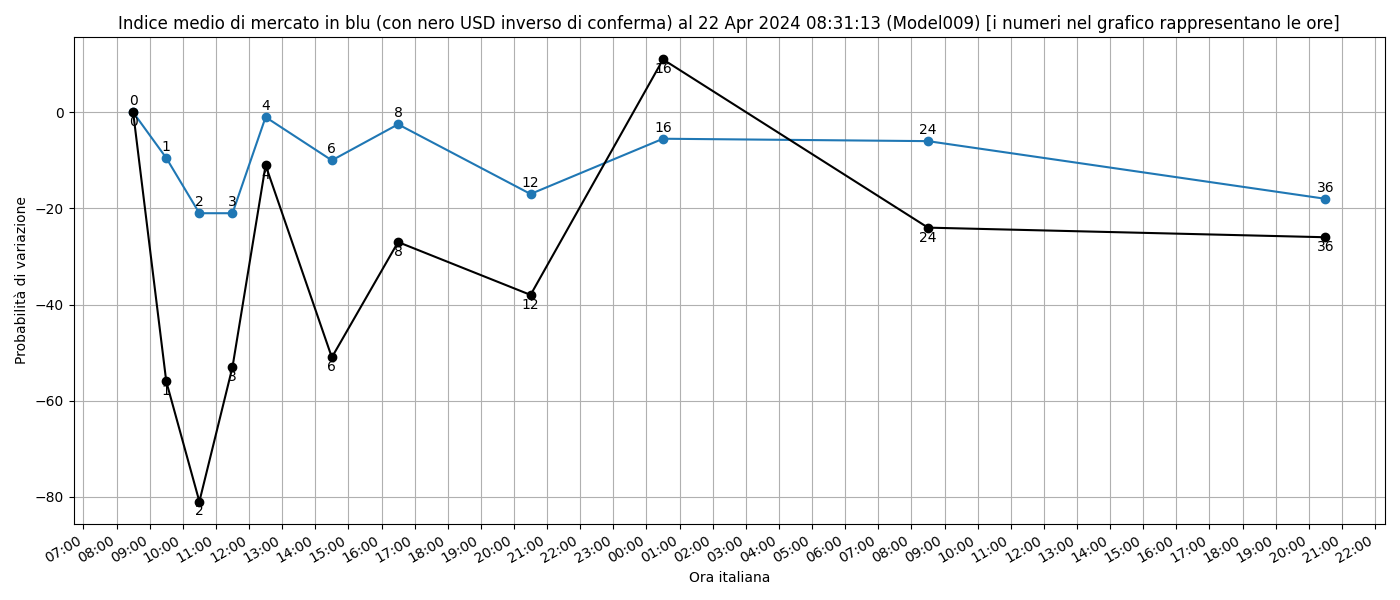 Indice medio di mercato in blu (con nero USD inverso di conferma) al 22 Apr 2024 08:31:13 (Model009) [i numeri nel grafico rappresentano le ore]
Probabilità di variazione
0
−20
−40
−60
−80
0 1 2 3 4 6 8 12 16 24 36
0 1 2 3 4 6 8 12 16 24 36
07:00 08:00 09:00 10:00 11:00 12:00 13:00 14:00 15:00 16:00 17:00 18:00 19:00 20:00 21:00 22:00 23:00 00:00 01:00 02:00 03:00 04:00 05:00 06:00 07:00 08:00 09:00 10:00 11:00 12:00 13:00 14:00 15:00 16:00 17:00 18:00 19:00 20:00 21:00 22:00
Ora italiana